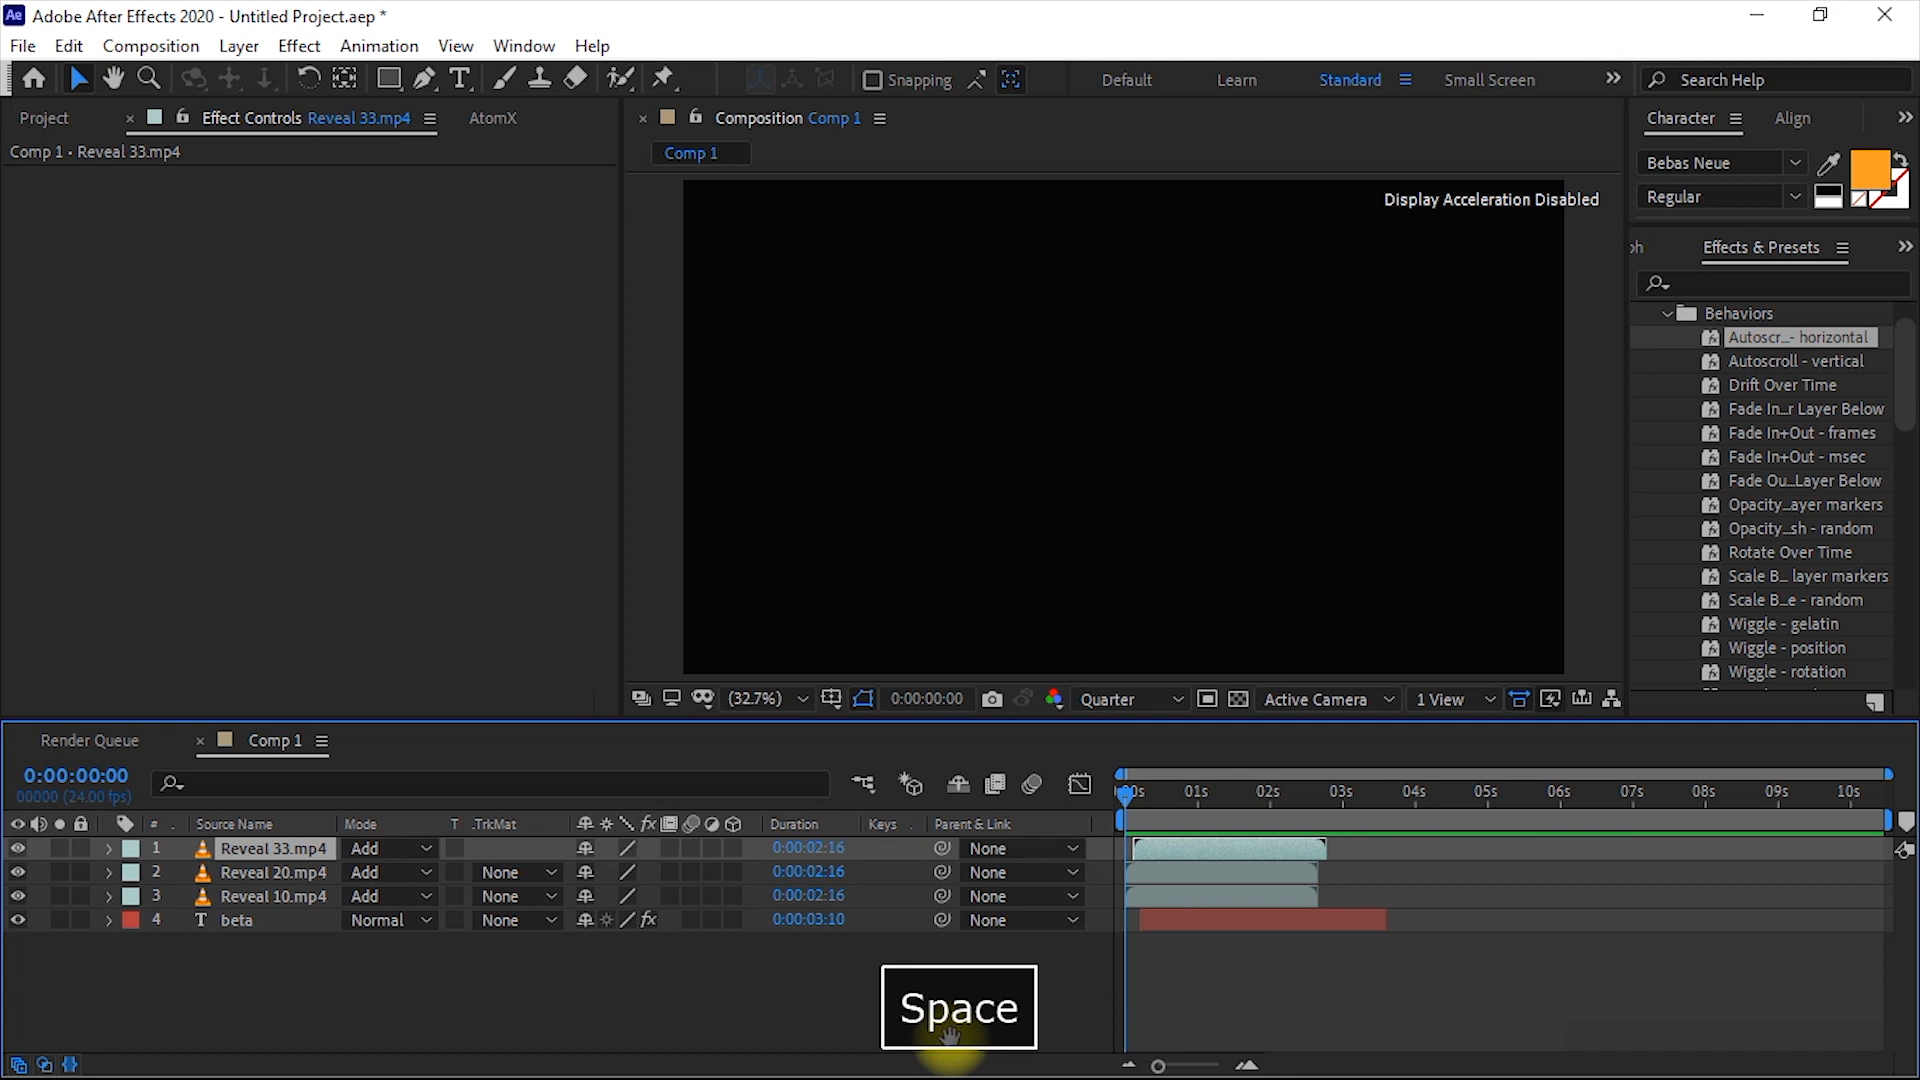 Ae Adobe After Effects 2020 - Untitled Project.aep *
File Edit Composition Layer Effect Animation View Window Help
T Snapping Default Learn Standard Small Screen Search Help
Project × Effect Controls Reveal 33.mp4 AtomX
× Composition Comp 1
Character Align
Comp 1 • Reveal 33.mp4
Comp 1
Bebas Neue
Regular
Display Acceleration Disabled
ph Effects & Presets
Behaviors
Autoscr...- horizontal
Autoscroll - vertical
Drift Over Time
Fade In...r Layer Below
Fade In+Out - frames
Fade In+Out - msec
Fade Ou...Layer Below
Opacity...ayer markers
Opacity...sh - random
Rotate Over Time
Scale B... layer markers
Scale B...e - random
Wiggle - gelatin
Wiggle - position
Wiggle - rotation
(32.7%) 0:00:00:00 Quarter Active Camera 1 View
Render Queue × Comp 1
0:00:00:00
00000 (24.00 fps)
00s 01s 02s 03s 04s 05s 06s 07s 08s 09s 10s
# Source Name Mode T .TrkMat fx Duration Keys Parent & Link
1 Reveal 33.mp4 Add 0:00:02:16 None
2 Reveal 20.mp4 Add None 0:00:02:16 None
3 Reveal 10.mp4 Add None 0:00:02:16 None
4 T beta Normal None fx 0:00:03:10 None
Space